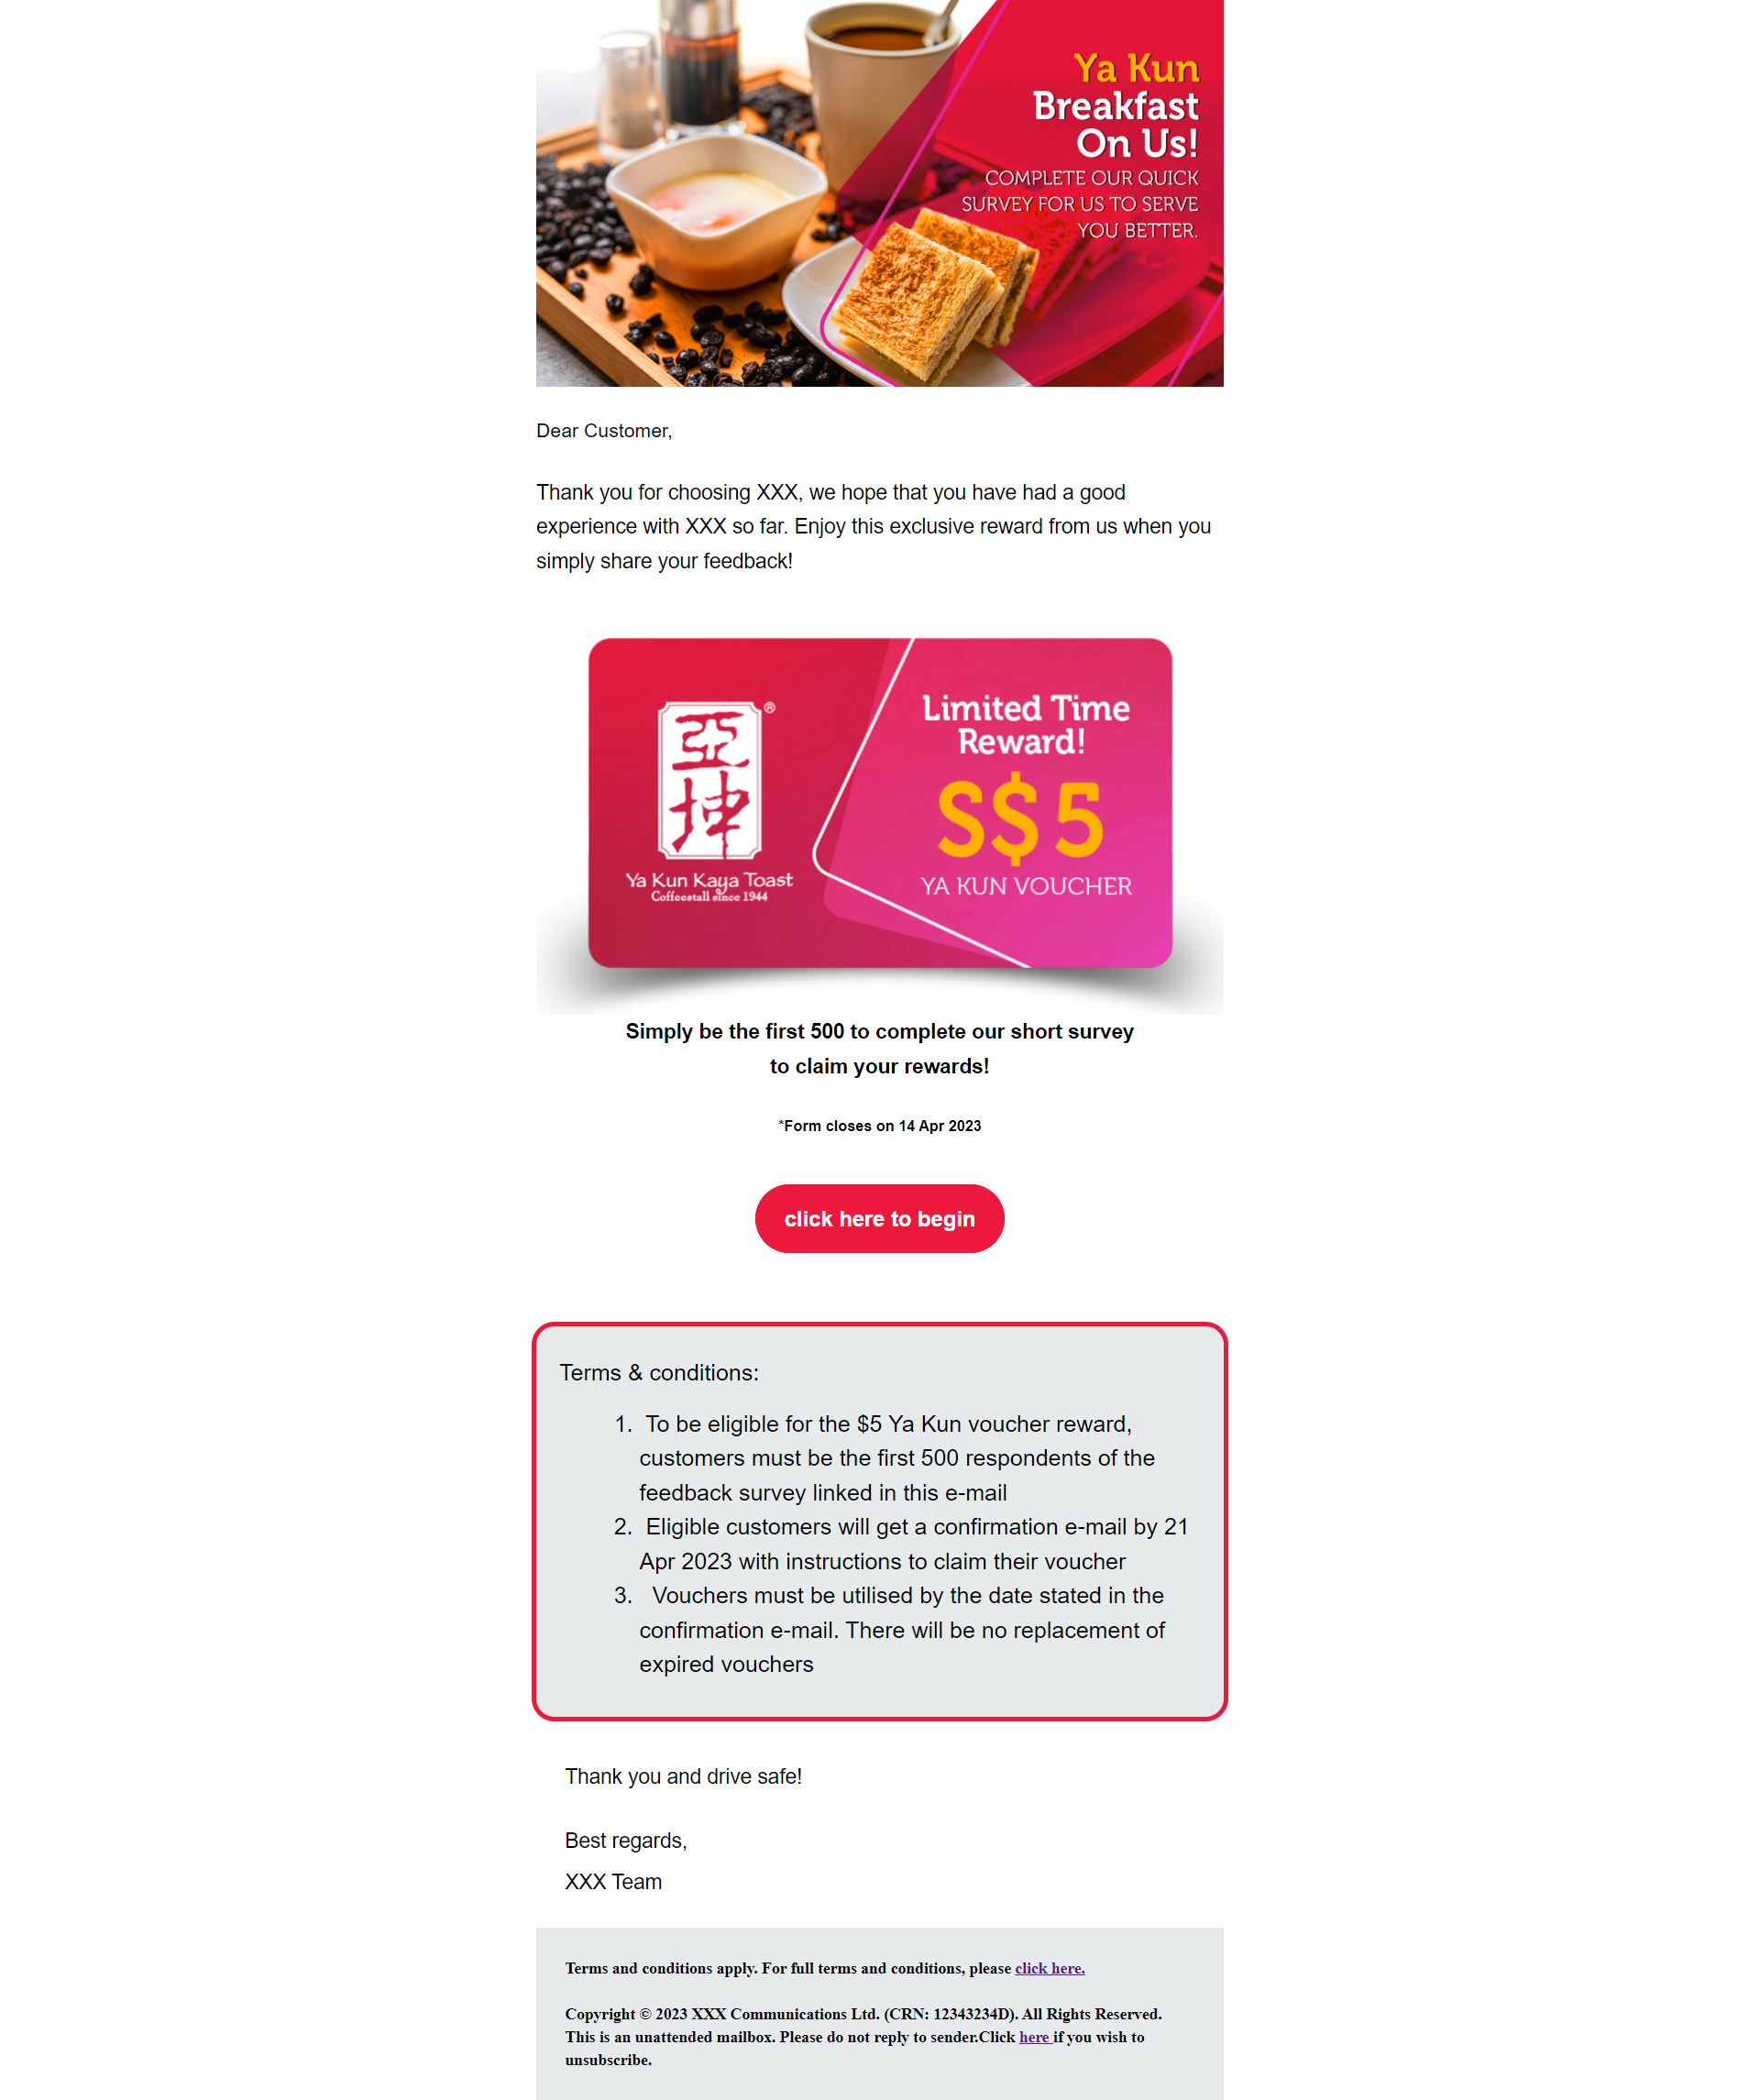 Ya Kun
Breakfast
On Us!
COMPLETE OUR QUICK
SURVEY FOR US TO SERVE
YOU BETTER.
Dear Customer,
Thank you for choosing XXX, we hope that you have had a good
experience with XXX so far. Enjoy this exclusive reward from us when you
simply share your feedback!
亞坤
®
Ya Kun Kaya Toast
Coffeestall since 1944
Limited Time
Reward!
S$5
YA KUN VOUCHER
Simply be the first 500 to complete our short survey
to claim your rewards!
*Form closes on 14 Apr 2023
click here to begin
Terms & conditions:
1. To be eligible for the $5 Ya Kun voucher reward,
customers must be the first 500 respondents of the
feedback survey linked in this e-mail
2. Eligible customers will get a confirmation e-mail by 21
Apr 2023 with instructions to claim their voucher
3. Vouchers must be utilised by the date stated in the
confirmation e-mail. There will be no replacement of
expired vouchers
Thank you and drive safe!
Best regards,
XXX Team
Terms and conditions apply. For full terms and conditions, please click here.
Copyright © 2023 XXX Communications Ltd. (CRN: 12343234D). All Rights Reserved.
This is an unattended mailbox. Please do not reply to sender.Click here if you wish to
unsubscribe.